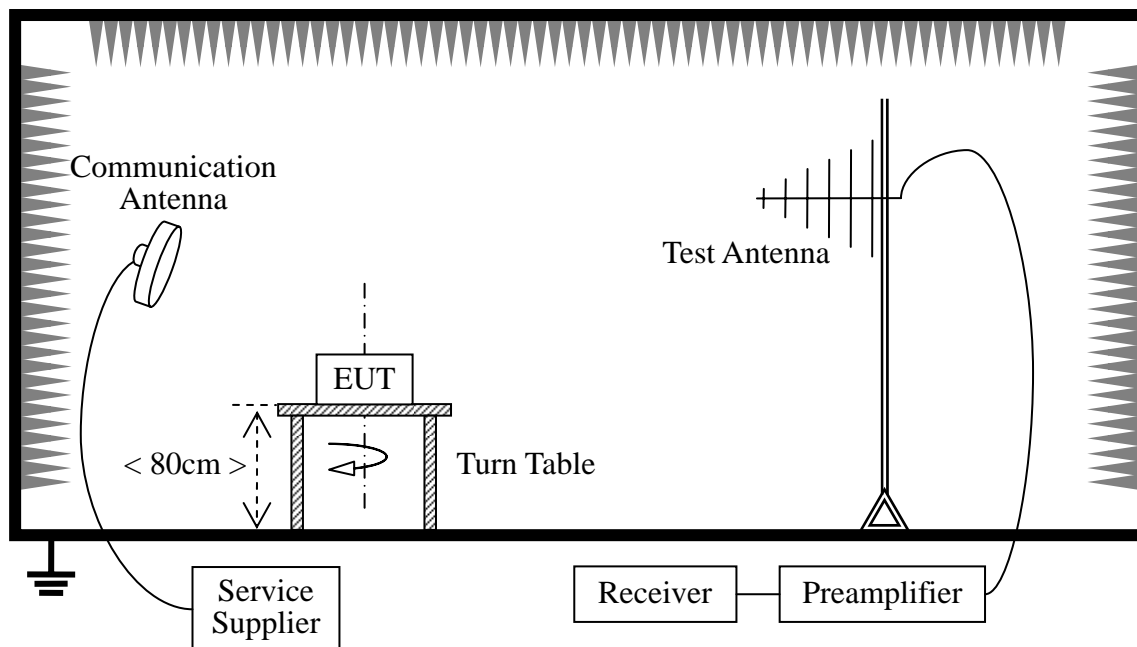 Communication
Antenna
Test Antenna
EUT
< 80cm >
Turn Table
Service
Supplier
Receiver
Preamplifier